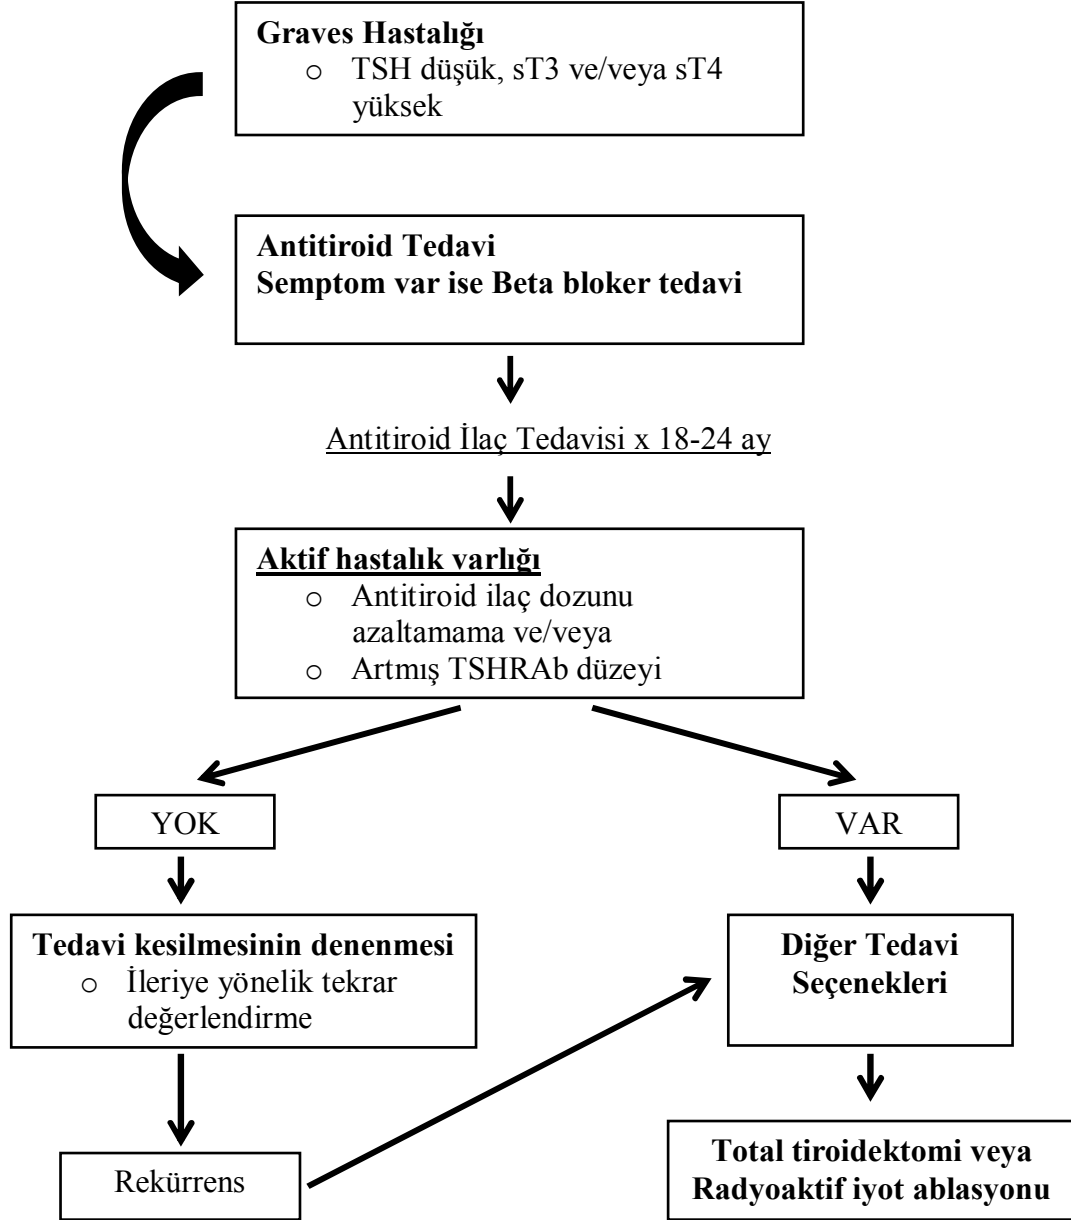 Graves Hastalığı
o TSH düşük, sT3 ve/veya sT4
yüksek
Antitiroid Tedavi
Semptom var ise Beta bloker tedavi
Antitiroid İlaç Tedavisi x 18-24 ay
Aktif hastalık varlığı
o Antitiroid ilaç dozunu
azaltamama ve/veya
o Artmış TSHRAb düzeyi
YOK
VAR
Tedavi kesilmesinin denenmesi
o İleriye yönelik tekrar
değerlendirme
Diğer Tedavi
Seçenekleri
Rekürrens
Total tiroidektomi veya
Radyoaktif iyot ablasyonu